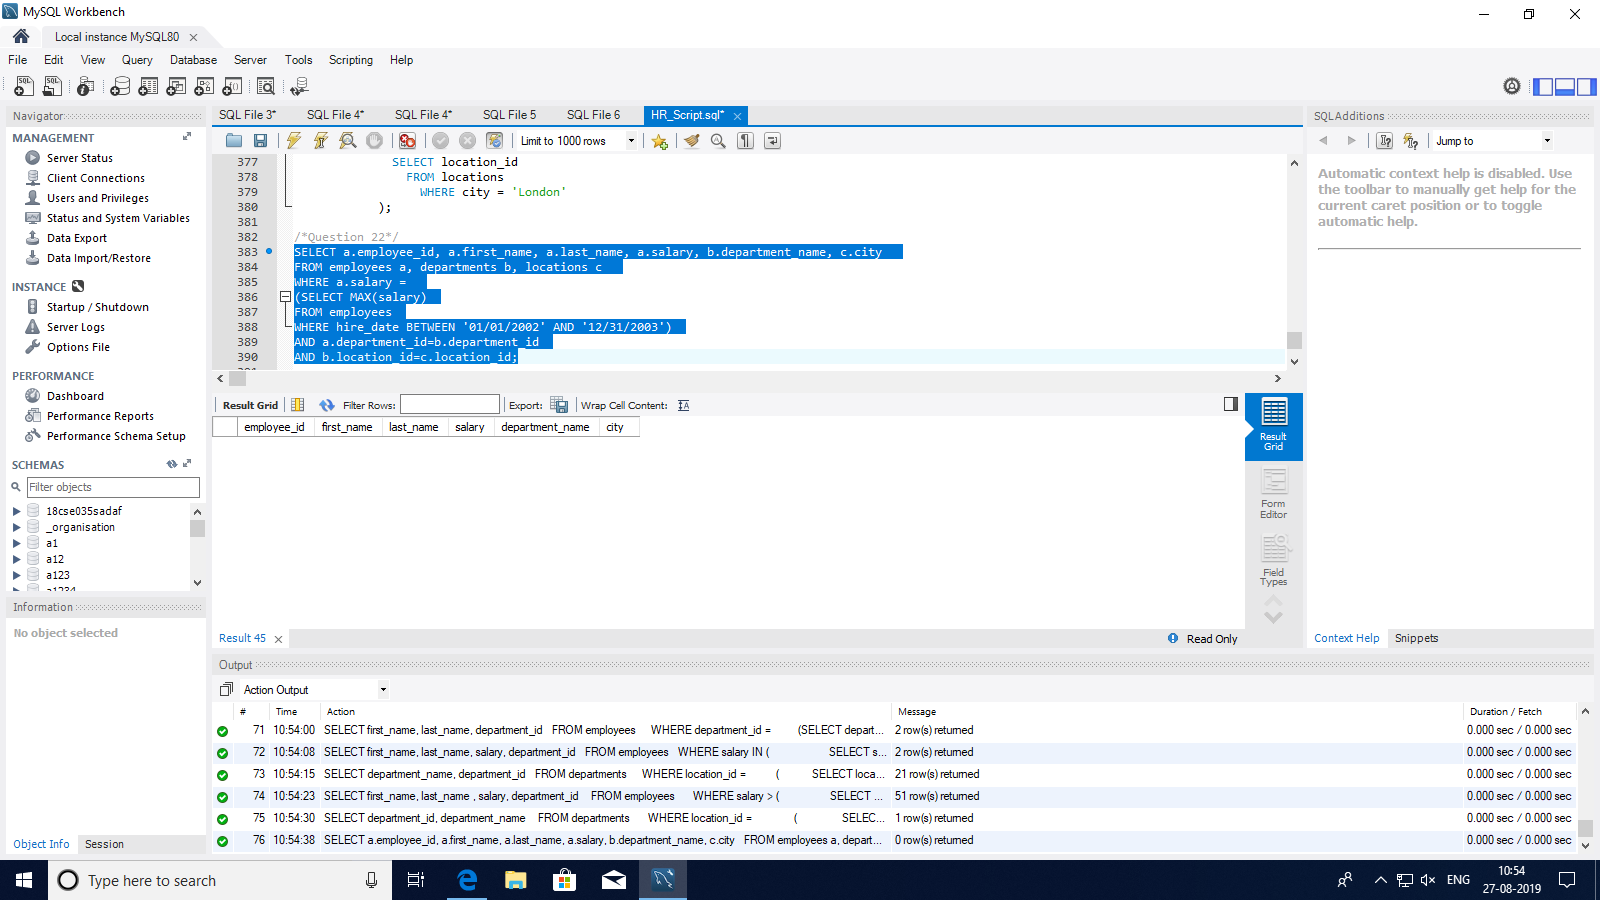 MySQL Workbench
Local instance MySQL80
File Edit View Query Database Server Tools Scripting Help
Navigator
MANAGEMENT
Server Status
Client Connections
Users and Privileges
Status and System Variables
Data Export
Data Import/Restore
INSTANCE
Startup / Shutdown
Server Logs
Options File
PERFORMANCE
Dashboard
Performance Reports
Performance Schema Setup
SCHEMAS
Filter objects
18cse035sadaf
_organisation
a1
a12
a123
a1234
Information
No object selected
Object Info Session
SQL File 3* SQL File 4* SQL File 4* SQL File 5 SQL File 6 HR_Script.sql*
Limit to 1000 rows
377 SELECT location_id
378 FROM locations
379 WHERE city = 'London'
380 );
381
382 /*Question 22*/
383 SELECT a.employee_id, a.first_name, a.last_name, a.salary, b.department_name, c.city
384 FROM employees a, departments b, locations c
385 WHERE a.salary =
386 (SELECT MAX(salary)
387 FROM employees
388 WHERE hire_date BETWEEN '01/01/2002' AND '12/31/2003')
389 AND a.department_id=b.department_id
390 AND b.location_id=c.location_id;
Result Grid Filter Rows: Export: Wrap Cell Content:
employee_id first_name last_name salary department_name city
Result Grid
Form Editor
Field Types
Result 45
Read Only
SQLAdditions
Jump to
Automatic context help is disabled. Use
the toolbar to manually get help for the
current caret position or to toggle
automatic help.
Context Help Snippets
Output
Action Output
# Time Action Message Duration / Fetch
71 10:54:00 SELECT first_name, last_name, department_id FROM employees WHERE department_id = (SELECT depart... 2 row(s) returned 0.000 sec / 0.000 sec
72 10:54:08 SELECT first_name, last_name, salary, department_id FROM employees WHERE salary IN ( SELECT s... 2 row(s) returned 0.000 sec / 0.000 sec
73 10:54:15 SELECT department_name, department_id FROM departments WHERE location_id = ( SELECT loca... 21 row(s) returned 0.000 sec / 0.000 sec
74 10:54:23 SELECT first_name, last_name , salary, department_id FROM employees WHERE salary > ( SELECT ... 51 row(s) returned 0.000 sec / 0.000 sec
75 10:54:30 SELECT department_id, department_name FROM departments WHERE location_id = ( SELEC... 1 row(s) returned 0.000 sec / 0.000 sec
76 10:54:38 SELECT a.employee_id, a.first_name, a.last_name, a.salary, b.department_name, c.city FROM employees a, depart... 0 row(s) returned 0.000 sec / 0.000 sec
Type here to search
ENG
10:54
27-08-2019